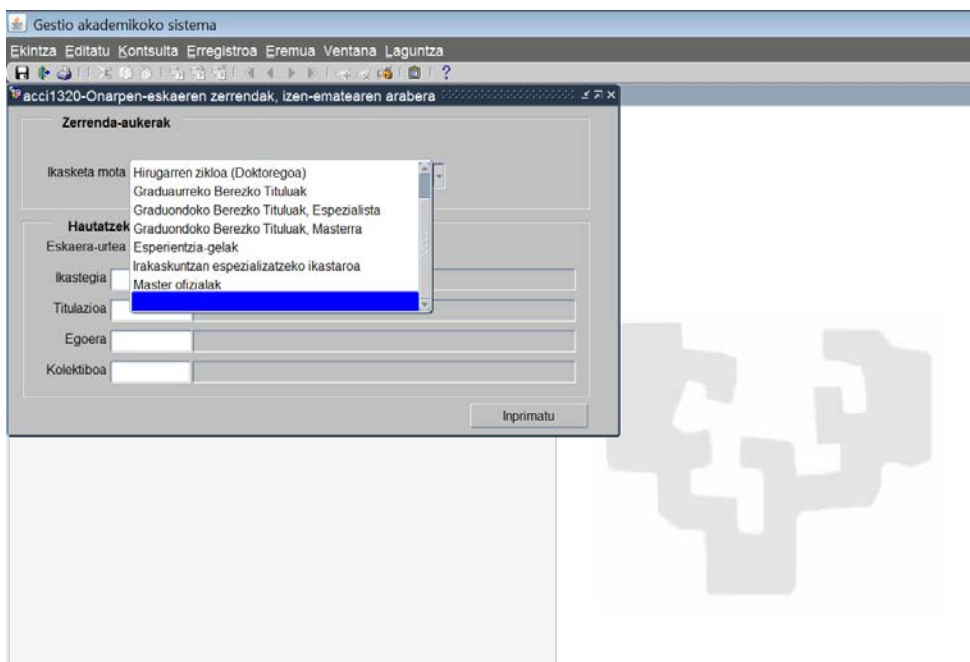 Gestio akademikoko sistema
Ekintza Editatu Kontsulta Erregistroa Eremua Ventana Laguntza
acci1320-Onarpen-eskaeren zerrendak, izen-ematearen arabera
Zerrenda-aukerak
Ikasketa mota
Hirugarren zikloa (Doktoregoa)
Graduaurreko Berezko Tituluak
Graduondoko Berezko Tituluak, Espezialista
Graduondoko Berezko Tituluak, Masterra
Esperientzia-gelak
Irakaskuntzan espezializatzeko ikastaroa
Master ofizialak
Hautatzek
Eskaera-urtea
Ikastegia
Titulazioa
Egoera
Kolektiboa
Inprimatu